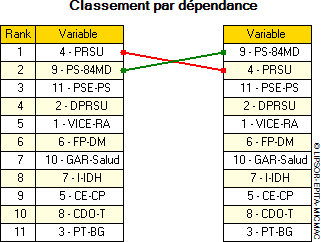 Classement par dépendance
Rank Variable Variable
1 4 - PRSU 9 - PS-84MD
2 9 - PS-84MD 4 - PRSU
3 11 - PSE-PS 11 - PSE-PS
4 2 - DPRSU 2 - DPRSU
5 1 - VICE-RA 1 - VICE-RA
6 6 - FP-DM 6 - FP-DM
7 10 - GAR-Salud 10 - GAR-Salud
8 7 - I-IDH 7 - I-IDH
9 5 - CE-CP 5 - CE-CP
10 8 - CDO-T 8 - CDO-T
11 3 - PT-BG 3 - PT-BG
© LIPSOR-EPITA-MICMAC